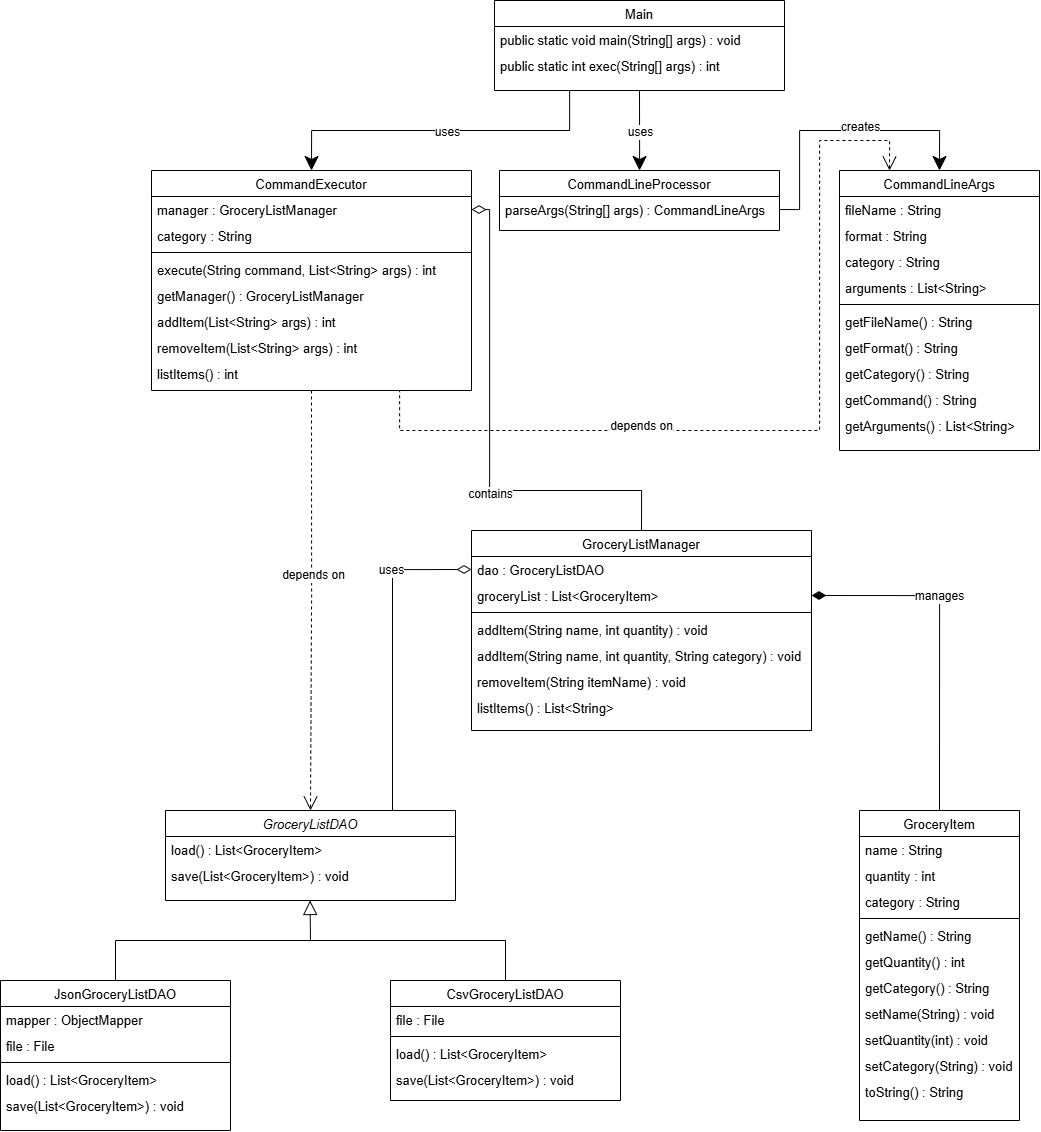 Main
public static void main(String[] args) : void
public static int exec(String[] args) : int
uses
uses
creates
CommandExecutor
manager : GroceryListManager
category : String
execute(String command, List<String> args) : int
getManager() : GroceryListManager
addItem(List<String> args) : int
removeItem(List<String> args) : int
listItems() : int
CommandLineProcessor
parseArgs(String[] args) : CommandLineArgs
CommandLineArgs
fileName : String
format : String
category : String
arguments : List<String>
getFileName() : String
getFormat() : String
getCategory() : String
getCommand() : String
getArguments() : List<String>
depends on
contains
depends on
uses
GroceryListManager
dao : GroceryListDAO
groceryList : List<GroceryItem>
addItem(String name, int quantity) : void
addItem(String name, int quantity, String category) : void
removeItem(String itemName) : void
listItems() : List<String>
manages
GroceryListDAO
load() : List<GroceryItem>
save(List<GroceryItem>) : void
GroceryItem
name : String
quantity : int
category : String
getName() : String
getQuantity() : int
getCategory() : String
setName(String) : void
setQuantity(int) : void
setCategory(String) : void
toString() : String
JsonGroceryListDAO
mapper : ObjectMapper
file : File
load() : List<GroceryItem>
save(List<GroceryItem>) : void
CsvGroceryListDAO
file : File
load() : List<GroceryItem>
save(List<GroceryItem>) : void